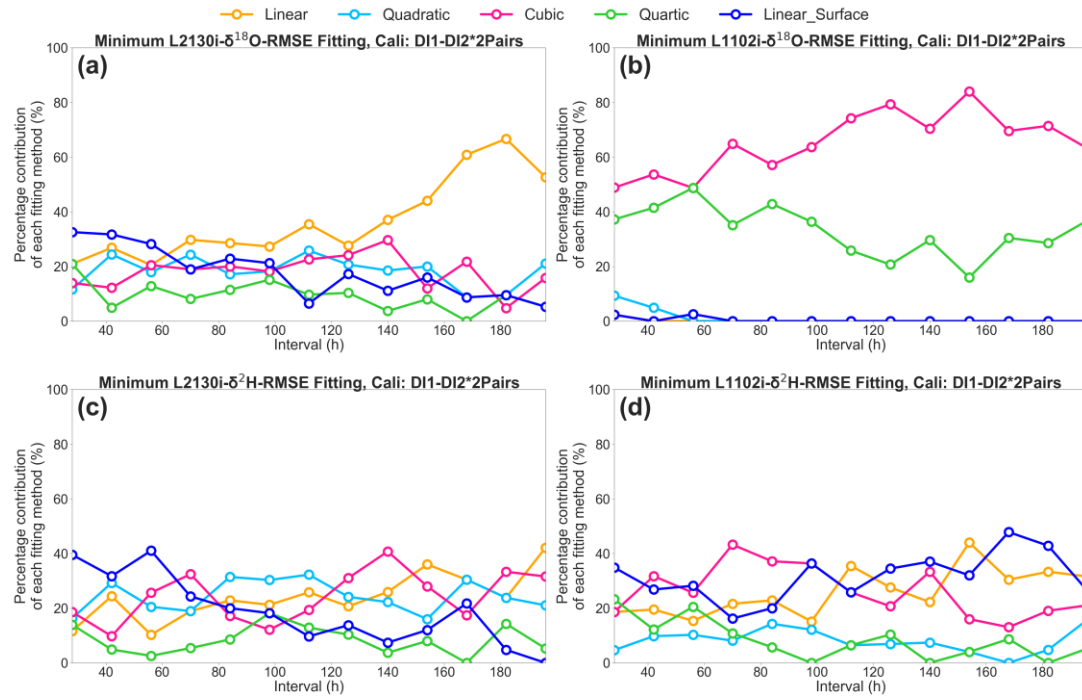 Linear Quadratic Cubic Quartic Linear_Surface
Minimum L2130i-δ¹⁸O-RMSE Fitting, Cali: DI1-DI2*2Pairs
(a)
Percentage contribution
of each fitting method (%)
100
80
60
40
20
0
40 60 80 100 120 140 160 180
Interval (h)
Minimum L1102i-δ¹⁸O-RMSE Fitting, Cali: DI1-DI2*2Pairs
(b)
Percentage contribution
of each fitting method (%)
100
80
60
40
20
0
40 60 80 100 120 140 160 180
Interval (h)
Minimum L2130i-δ²H-RMSE Fitting, Cali: DI1-DI2*2Pairs
(c)
Percentage contribution
of each fitting method (%)
100
80
60
40
20
0
40 60 80 100 120 140 160 180
Interval (h)
Minimum L1102i-δ²H-RMSE Fitting, Cali: DI1-DI2*2Pairs
(d)
Percentage contribution
of each fitting method (%)
100
80
60
40
20
0
40 60 80 100 120 140 160 180
Interval (h)